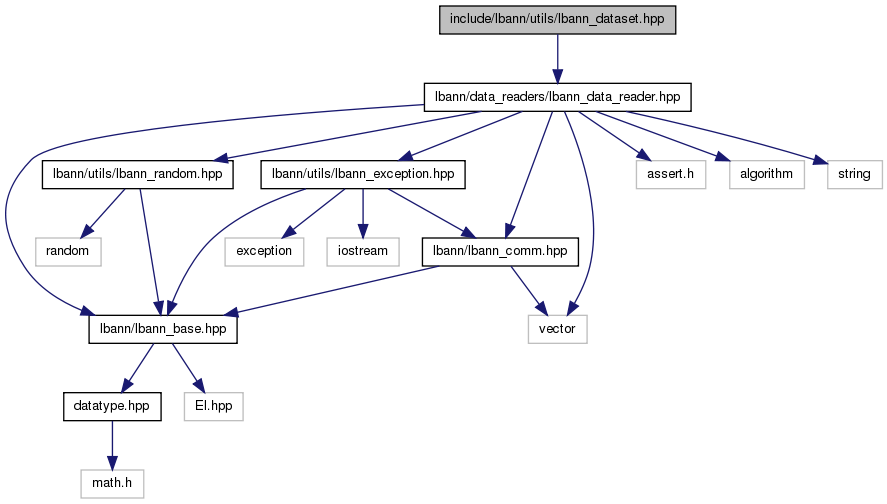 include/lbann/utils/lbann_dataset.hpp
lbann/data_readers/lbann_data_reader.hpp
lbann/utils/lbann_random.hpp
lbann/utils/lbann_exception.hpp
assert.h
algorithm
string
random
exception
iostream
lbann/lbann_comm.hpp
lbann/lbann_base.hpp
vector
datatype.hpp
El.hpp
math.h